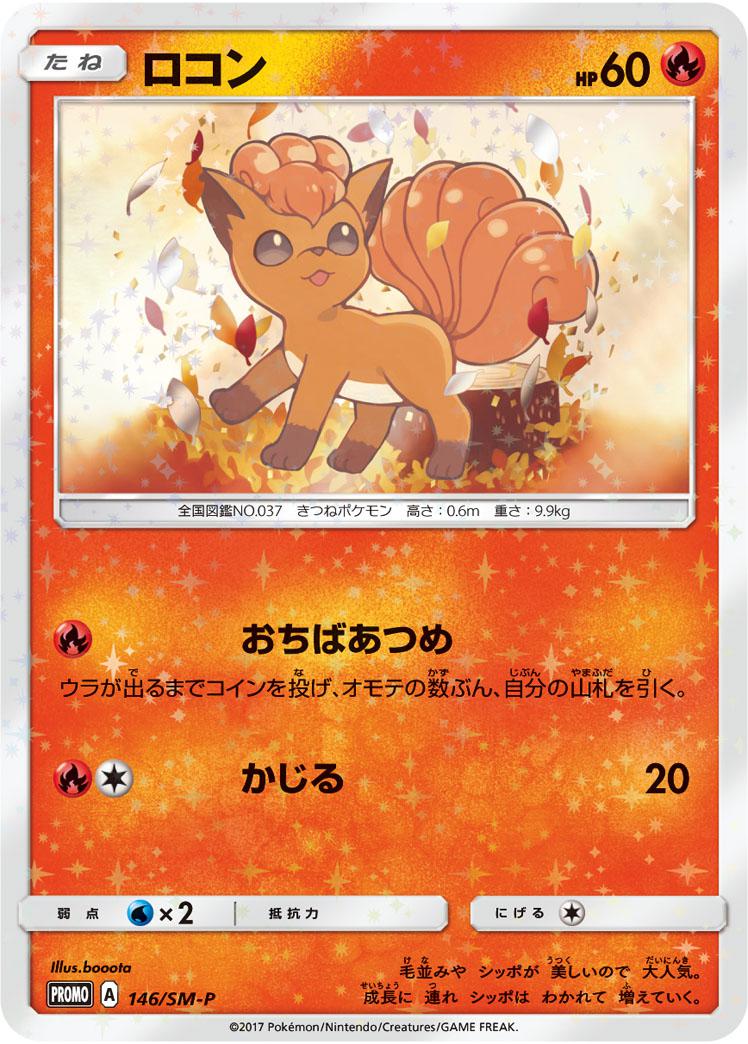 たね ロコン HP60
全国図鑑NO.037 きつねポケモン 高さ:0.6m 重さ:9.9kg
おちばあつめ
ウラが出るまでコインを投げ、オモテの数ぶん、自分の山札を引く。
かじる 20
弱点 ×2 抵抗力 にげる
Illus.booota
毛並みや シッポが 美しいので 大人気。
成長に 連れ シッポは わかれて 増えていく。
PROMO A 146/SM-P
©2017 Pokémon/Nintendo/Creatures/GAME FREAK.